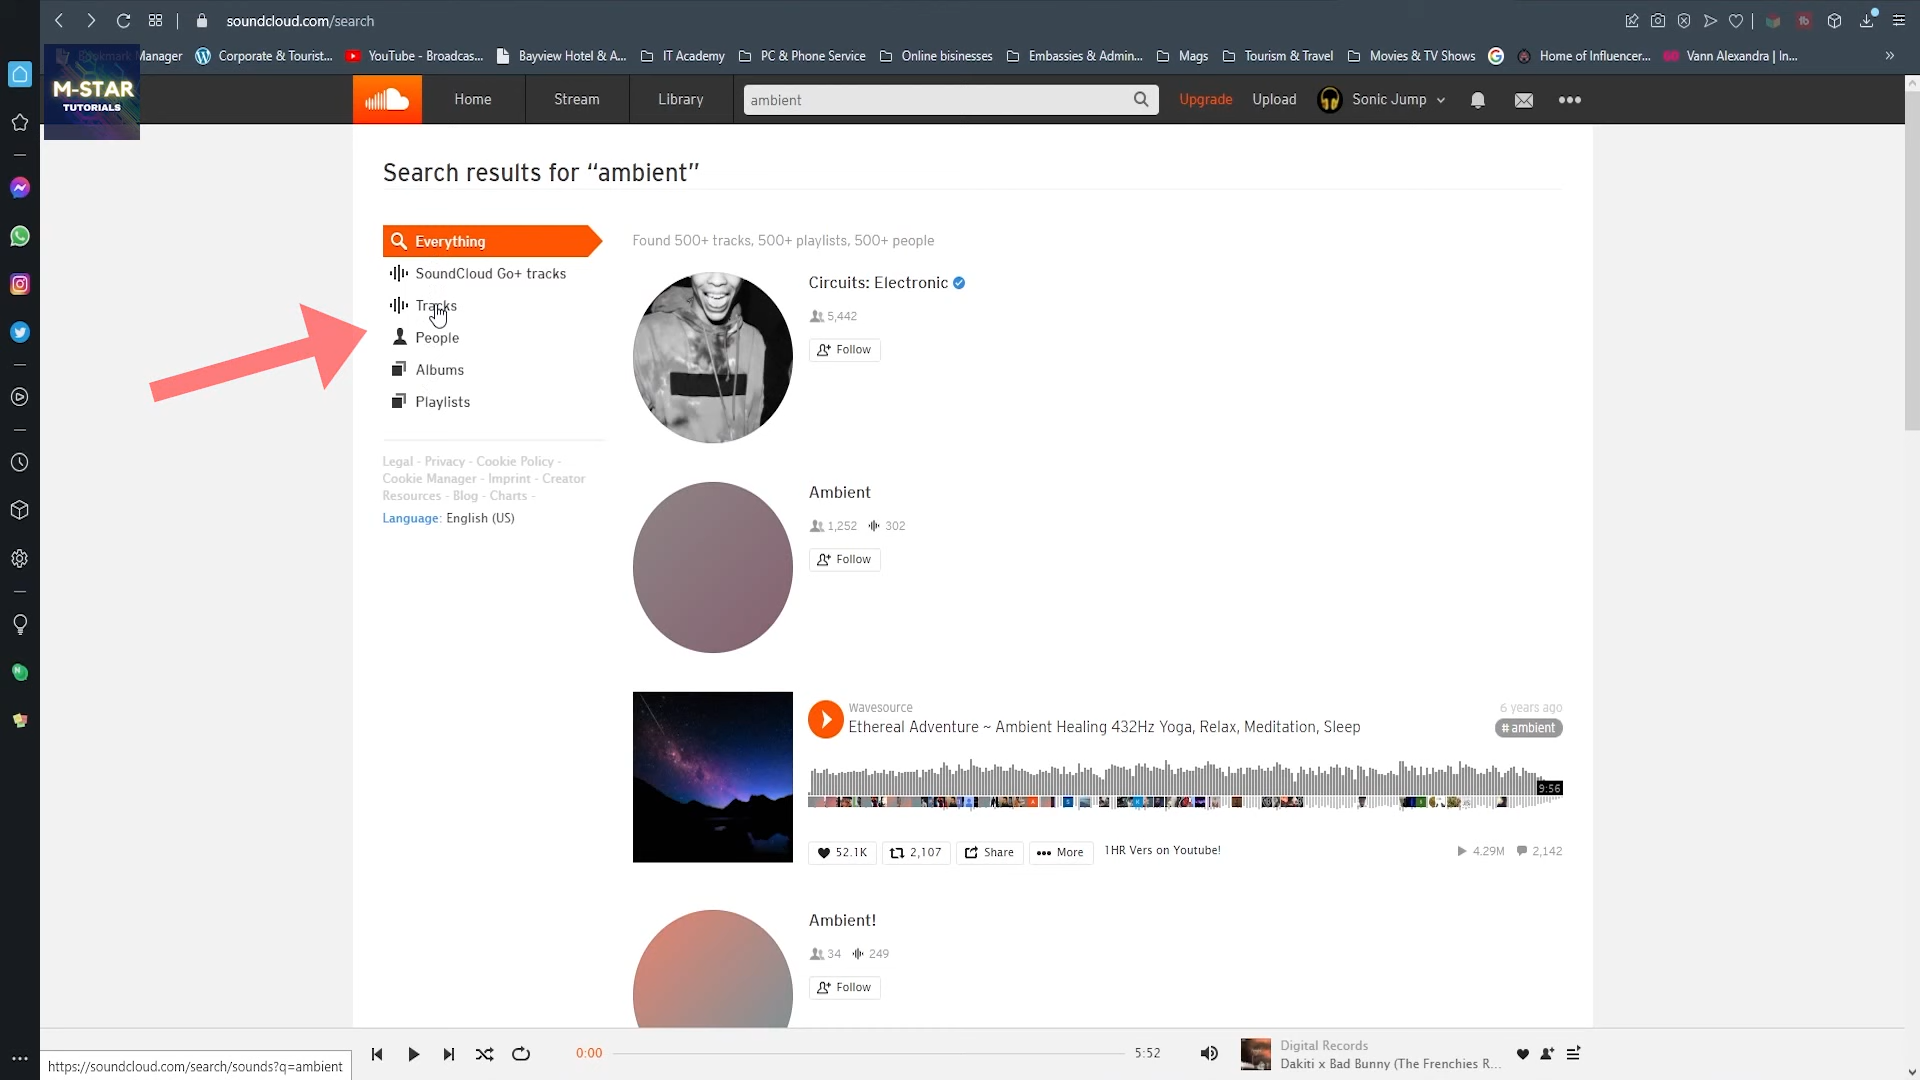 soundcloud.com/search
Bookmark Manager
Corporate & Tourist...
YouTube - Broadcas...
Bayview Hotel & A...
IT Academy
PC & Phone Service
Online bisinesses
Embassies & Admin...
Mags
Tourism & Travel
Movies & TV Shows
Home of Influencer...
Vann Alexandra | In...
M-STAR
TUTORIALS
Home
Stream
Library
ambient
Upgrade
Upload
Sonic Jump
Search results for “ambient”
Everything
SoundCloud Go+ tracks
Tracks
People
Albums
Playlists
Legal - Privacy - Cookie Policy -
Cookie Manager - Imprint - Creator
Resources - Blog - Charts -
Language: English (US)
Found 500+ tracks, 500+ playlists, 500+ people
Circuits: Electronic
5,442
Follow
Ambient
1,252 302
Follow
Wavesource
6 years ago
Ethereal Adventure ~ Ambient Healing 432Hz Yoga, Relax, Meditation, Sleep
# ambient
9:56
52.1K
2,107
Share
More
1HR Vers on Youtube!
4.29M
2,142
Ambient!
34 249
Follow
0:00
5:52
Digital Records
Dakiti x Bad Bunny (The Frenchies R...
https://soundcloud.com/search/sounds?q=ambient